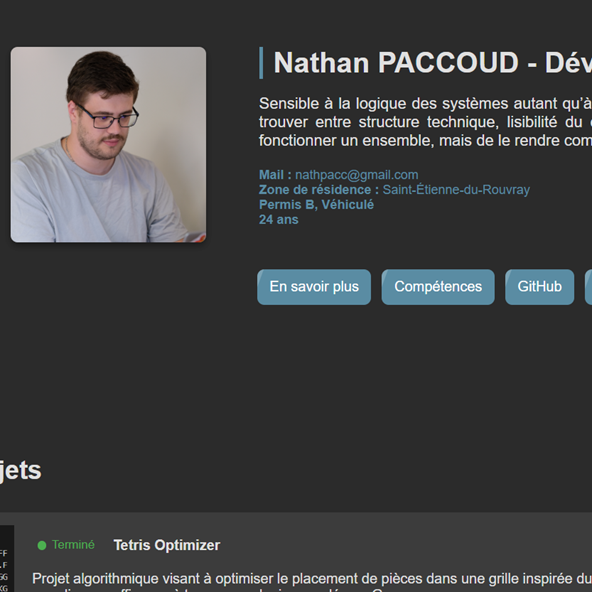 Nathan PACCOUD - Dév
Sensible à la logique des systèmes autant qu'à
trouver entre structure technique, lisibilité du
fonctionner un ensemble, mais de le rendre com
Mail : nathpacc@gmail.com
Zone de résidence : Saint-Étienne-du-Rouvray
Permis B, Véhiculé
24 ans
En savoir plus
Compétences
GitHub
jets
Terminé
Tetris Optimizer
Projet algorithmique visant à optimiser le placement de pièces dans une grille inspirée du